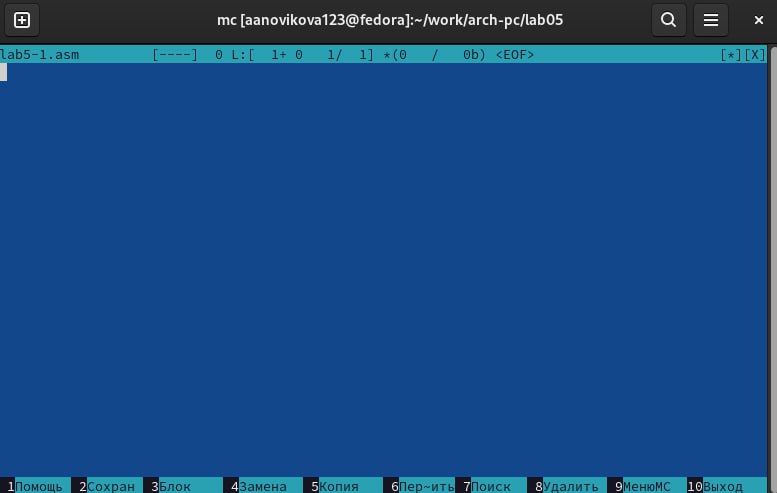 mc [aanovikova123@fedora]:~/work/arch-pc/lab05
lab5-1.asm [----] 0 L:[ 1+ 0 1/ 1] *(0 / 0b) <EOF> [*][X]
1Помощь 2Сохран 3Блок 4Замена 5Копия 6Пер~ить 7Поиск 8Удалить 9МенюMC 10Выход